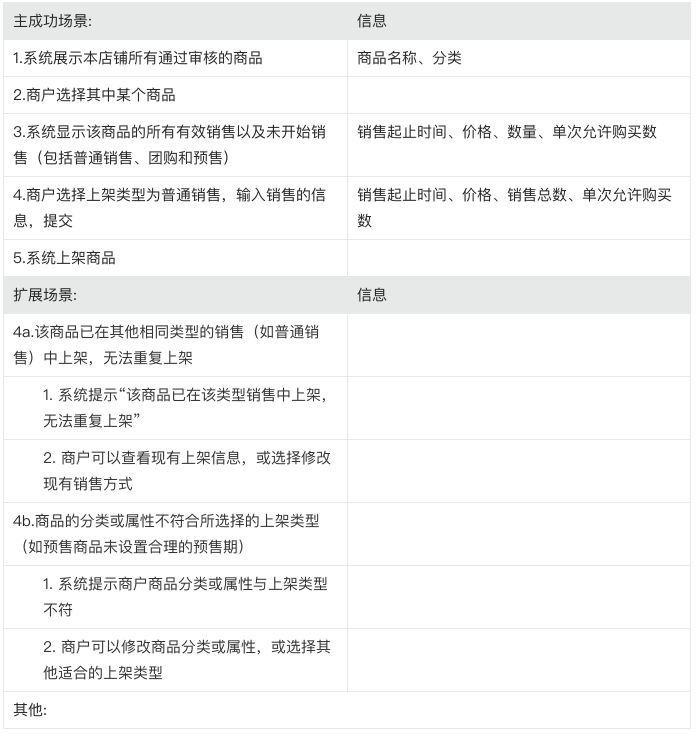 主成功场景:
信息
1.系统展示本店铺所有通过审核的商品
商品名称、分类
2.商户选择其中某个商品
3.系统显示该商品的所有有效销售以及未开始销
售（包括普通销售、团购和预售）
销售起止时间、价格、数量、单次允许购买数
4.商户选择上架类型为普通销售，输入销售的信
息，提交
销售起止时间、价格、销售总数、单次允许购买
数
5.系统上架商品
扩展场景:
信息
4a.该商品已在其他相同类型的销售（如普通销
售）中上架，无法重复上架
1. 系统提示“该商品已在该类型销售中上架，
无法重复上架”
2. 商户可以查看现有上架信息，或选择修改
现有销售方式
4b.商品的分类或属性不符合所选择的上架类型
（如预售商品未设置合理的预售期）
1. 系统提示商户商品分类或属性与上架类型
不符
2. 商户可以修改商品分类或属性，或选择其
他适合的上架类型
其他: